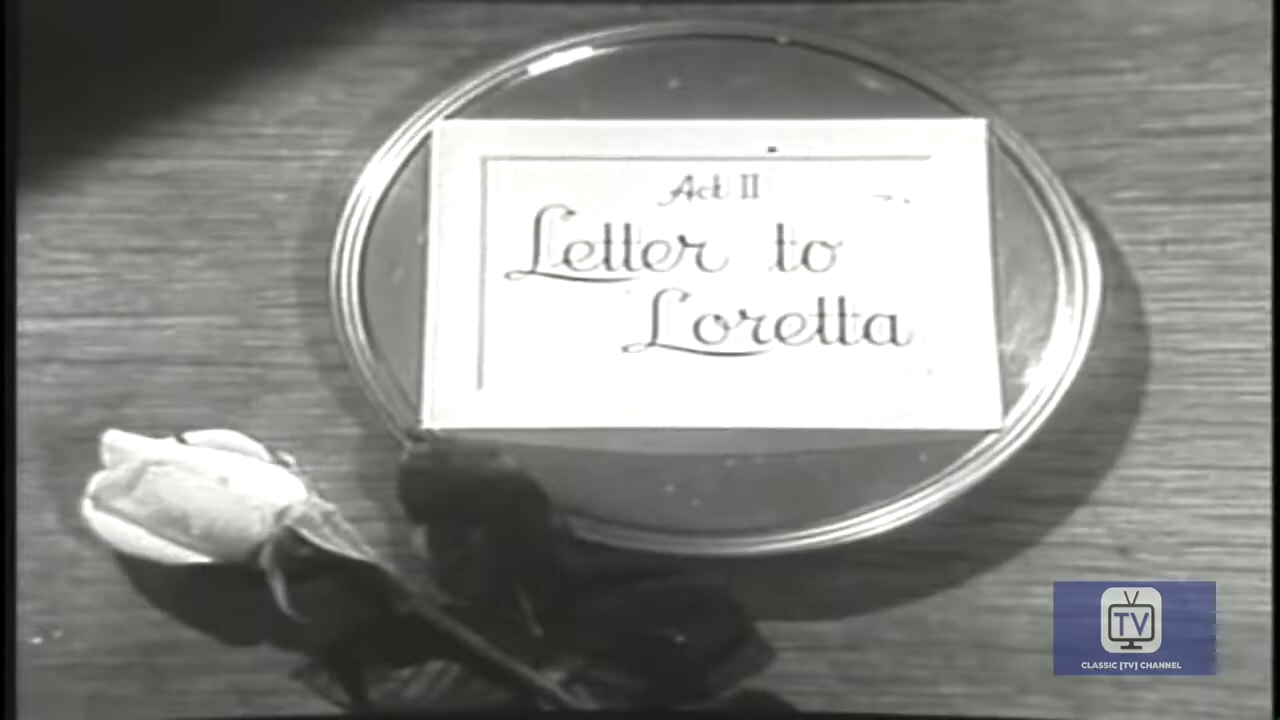 Act II
Letter to
Loretta
TV
CLASSIC [TV] CHANNEL